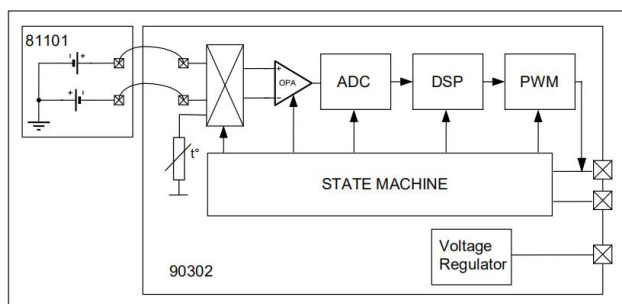 81101
- +
+ -
+
OPA
−
ADC
DSP
PWM
t°
STATE MACHINE
Voltage
Regulator
90302